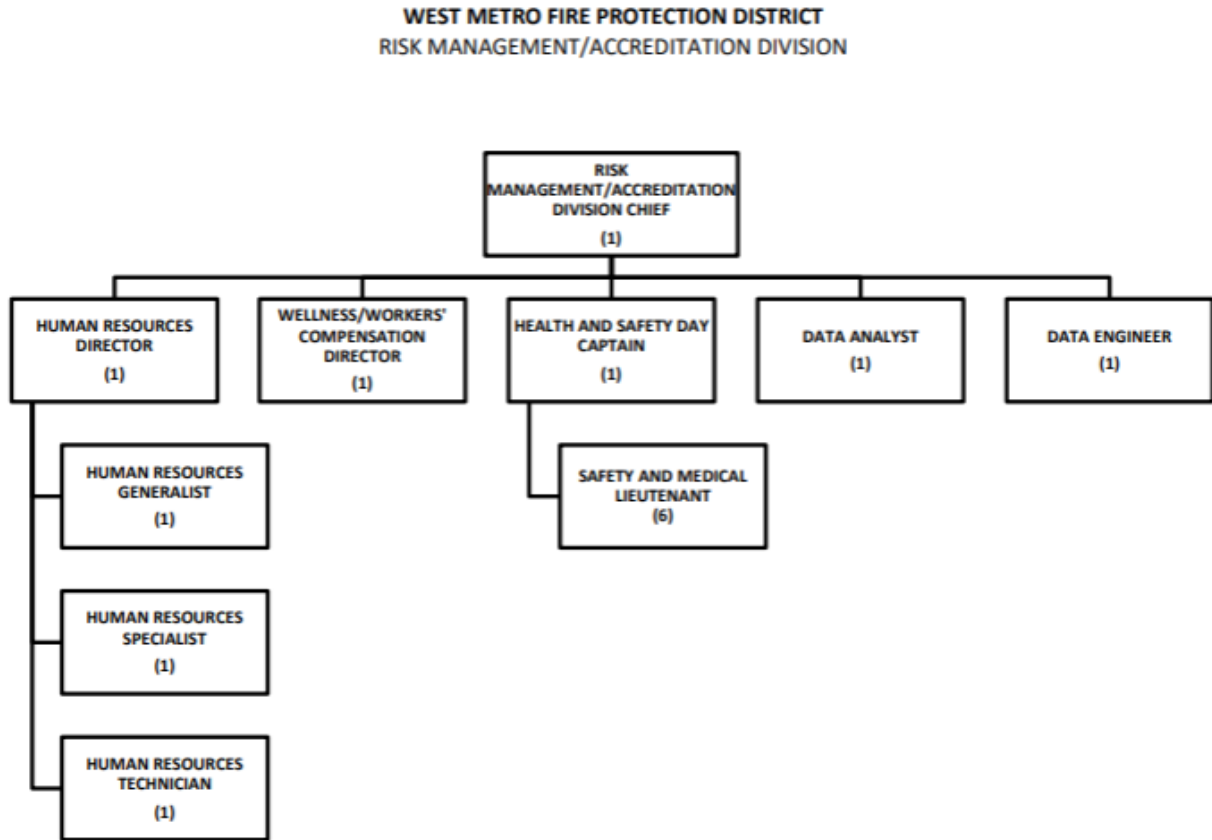 WEST METRO FIRE PROTECTION DISTRICT
RISK MANAGEMENT/ACCREDITATION DIVISION
RISK
MANAGEMENT/ACCREDITATION
DIVISION CHIEF
(1)
HUMAN RESOURCES
DIRECTOR
(1)
WELLNESS/WORKERS'
COMPENSATION
DIRECTOR
(1)
HEALTH AND SAFETY DAY
CAPTAIN
(1)
DATA ANALYST
(1)
DATA ENGINEER
(1)
HUMAN RESOURCES
GENERALIST
(1)
SAFETY AND MEDICAL
LIEUTENANT
(6)
HUMAN RESOURCES
SPECIALIST
(1)
HUMAN RESOURCES
TECHNICIAN
(1)